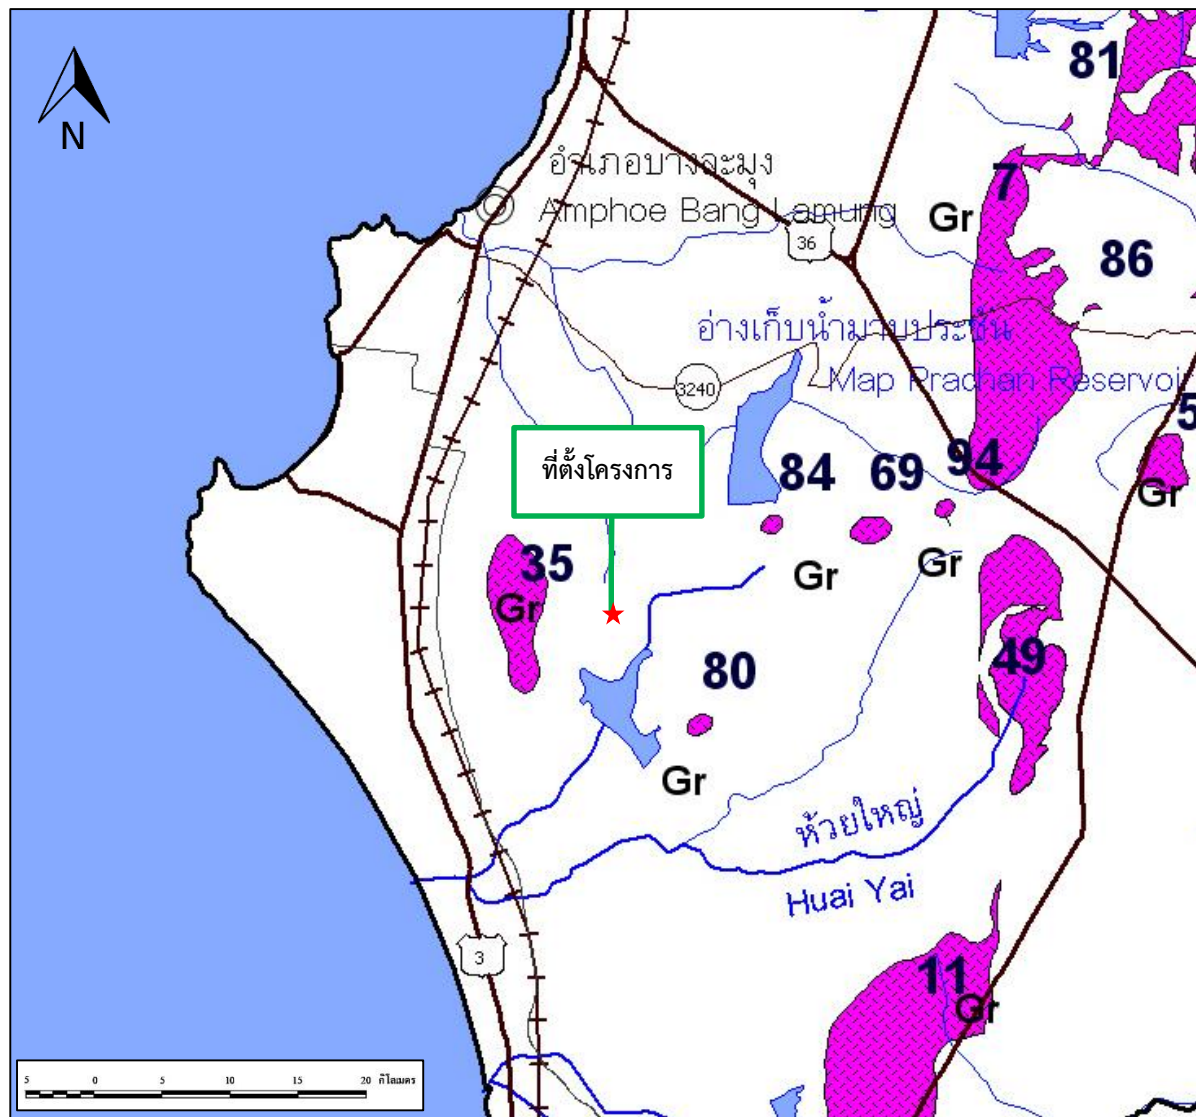 N
81
อำเภอบางละมุง
7
Amphoe Bang Lamung
Gr
36
86
อ่างเก็บน้ำมาบประชัน
3240
Map Prachan Reservoi
5
ที่ตั้งโครงการ
84
69
94
Gr
35
Gr
Gr
Gr
49
80
Gr
ห้วยใหญ่
Huai Yai
3
11
Gr
5 0 5 10 15 20 กิโลเมตร